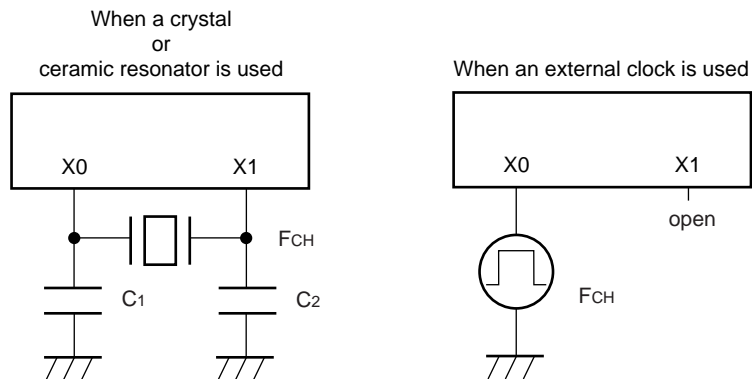 When a crystal
or
ceramic resonator is used
X0 X1
FCH
C1 C2
When an external clock is used
X0 X1
open
FCH